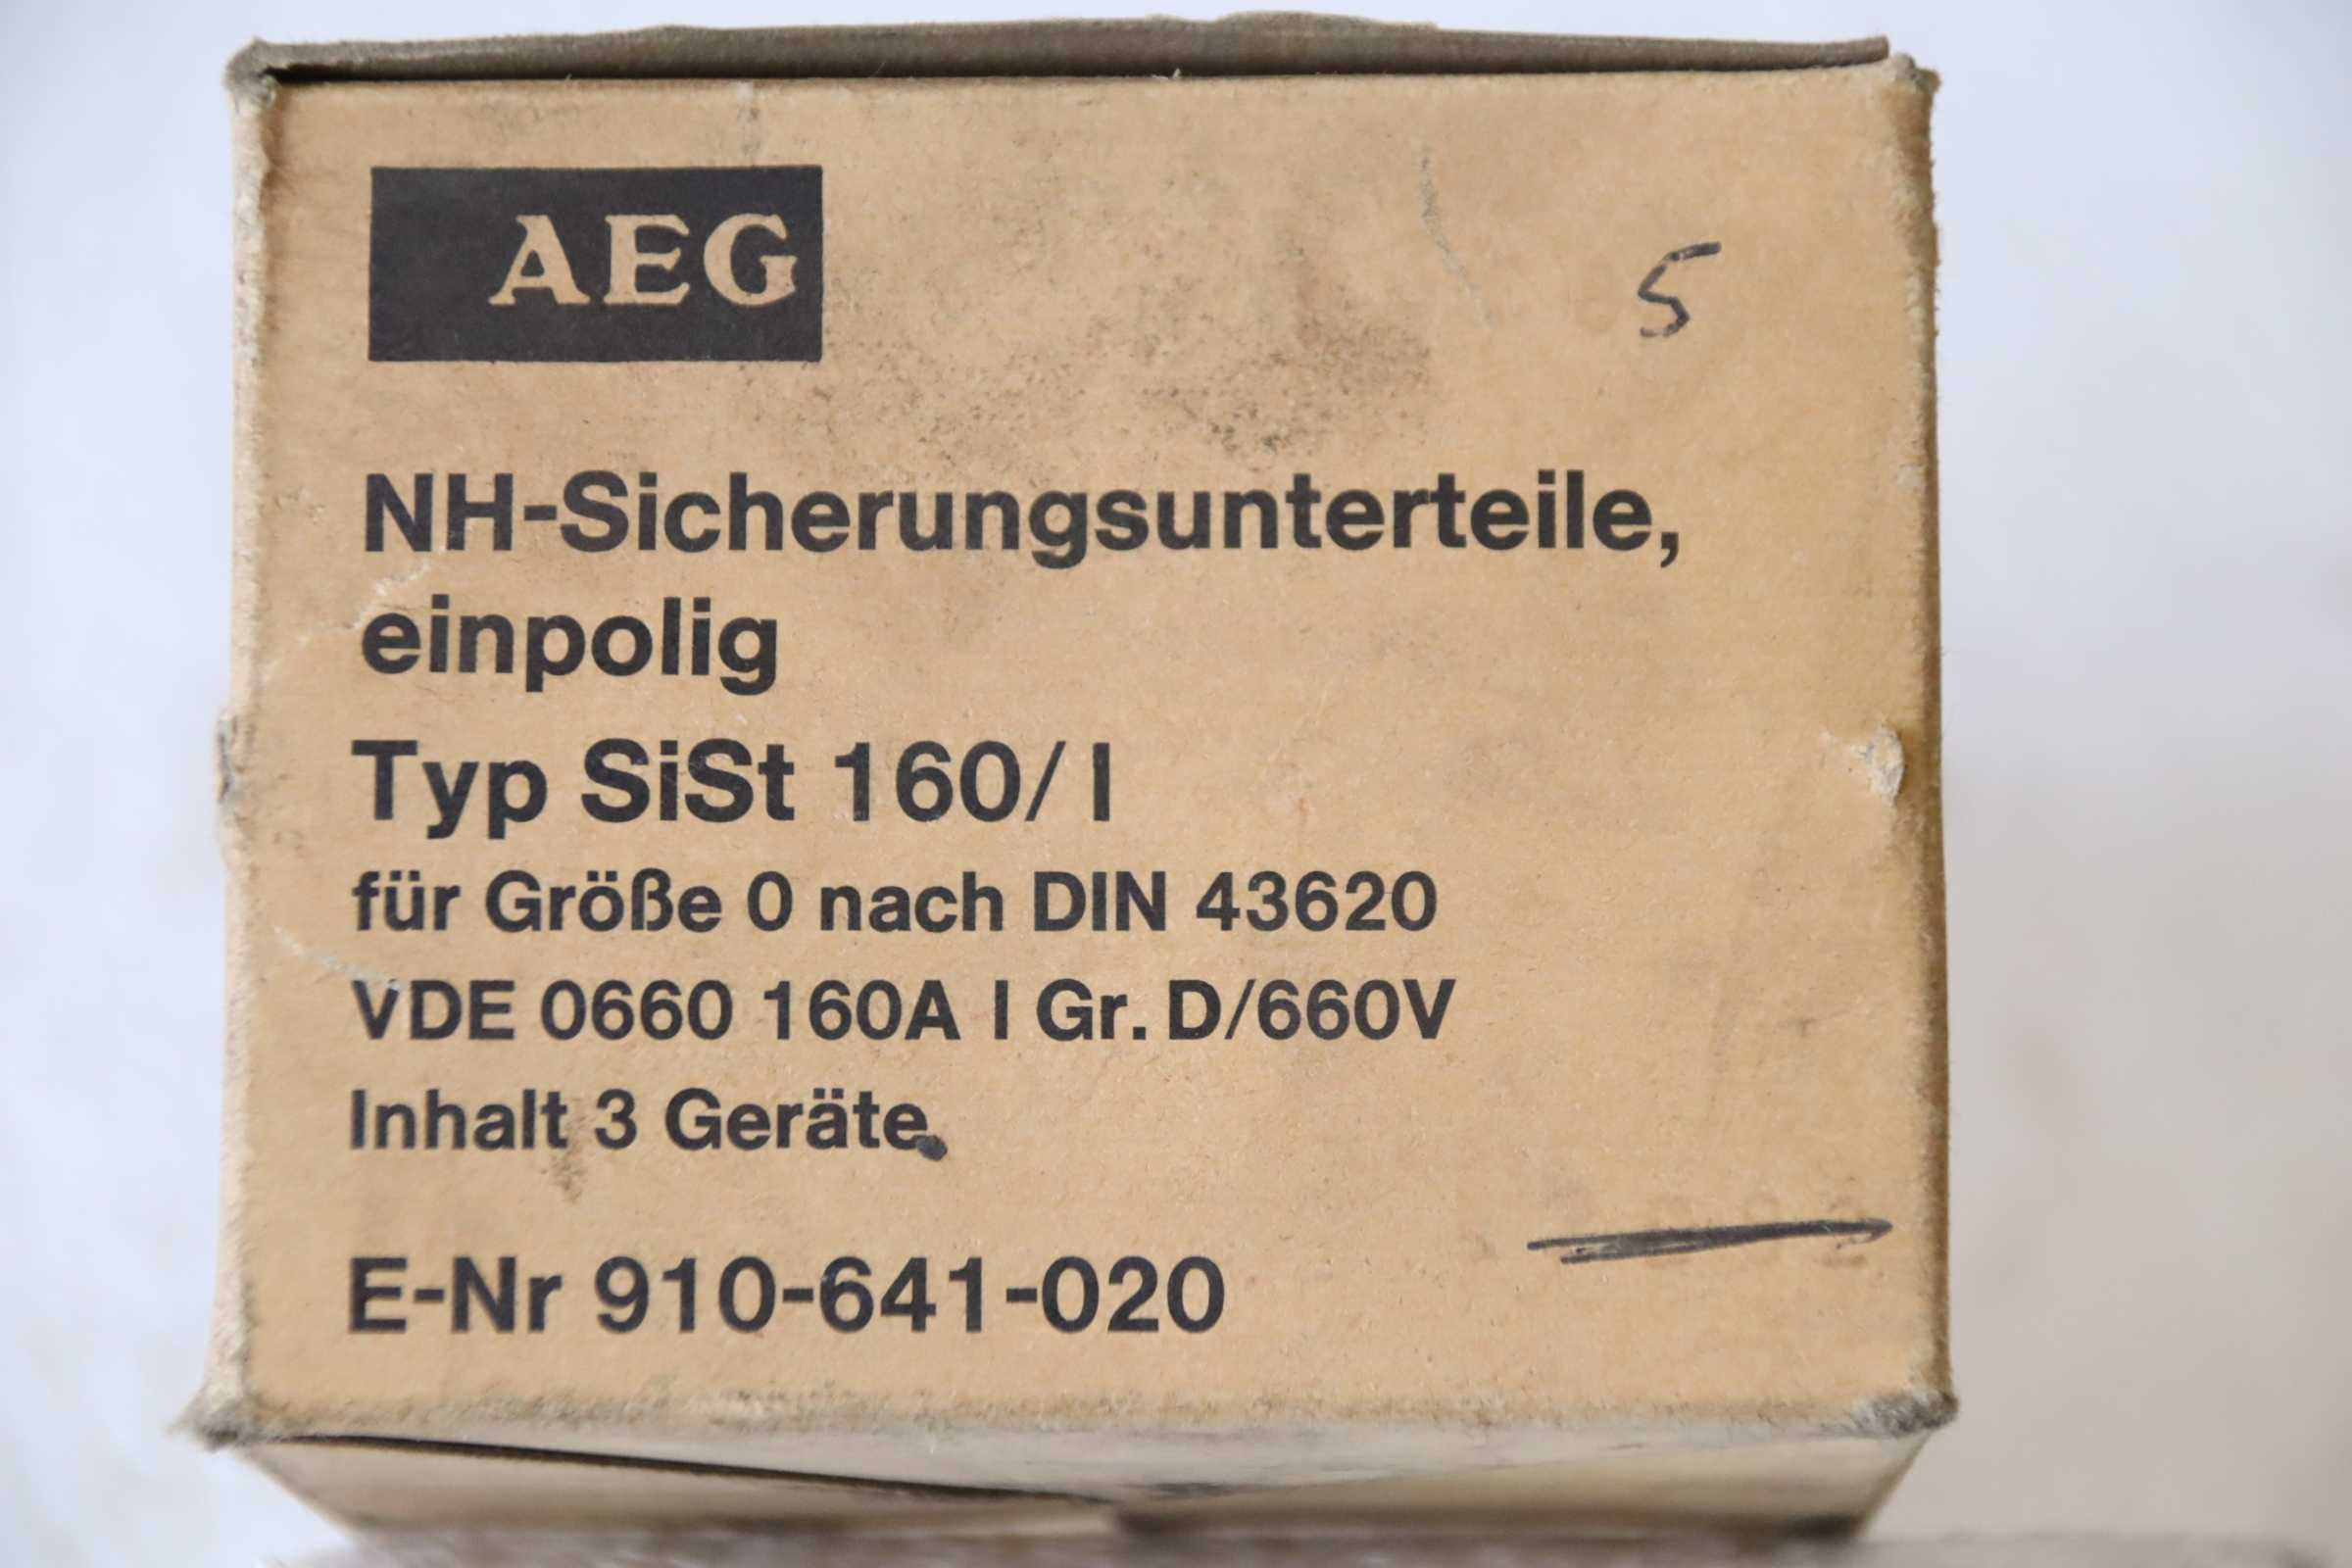 AEG
5
NH-Sicherungsunterteile,
einpolig
Typ SiSt 160/I
für Größe 0 nach DIN 43620
VDE 0660 160A I Gr. D/660V
Inhalt 3 Geräte
E-Nr 910-641-020